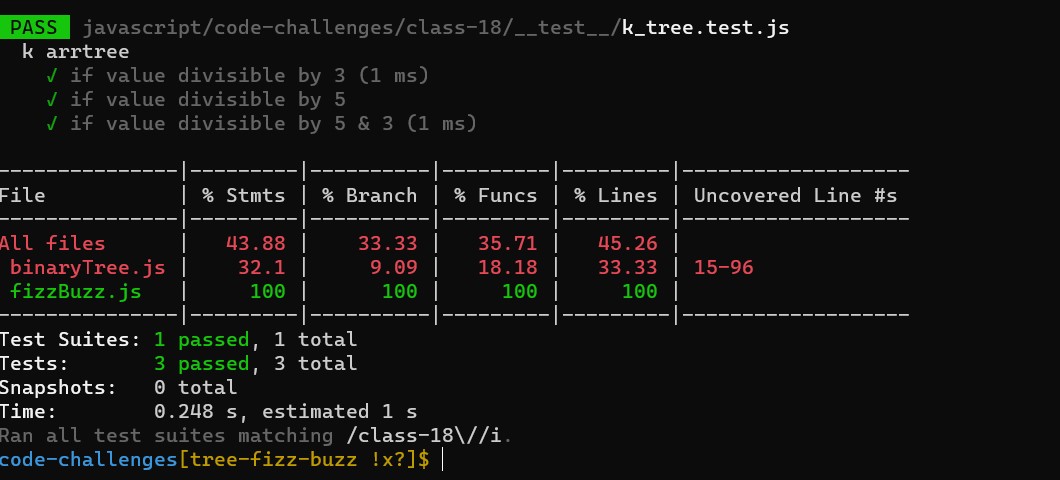 PASS javascript/code-challenges/class-18/__test__/k_tree.test.js
k arrtree
√ if value divisible by 3 (1 ms)
√ if value divisible by 5
√ if value divisible by 5 & 3 (1 ms)
---------------|---------|----------|---------|---------|-------------------
File | % Stmts | % Branch | % Funcs | % Lines | Uncovered Line #s
---------------|---------|----------|---------|---------|-------------------
All files | 43.88 | 33.33 | 35.71 | 45.26 |
binaryTree.js | 32.1 | 9.09 | 18.18 | 33.33 | 15-96
fizzBuzz.js | 100 | 100 | 100 | 100 |
---------------|---------|----------|---------|---------|-------------------
Test Suites: 1 passed, 1 total
Tests: 3 passed, 3 total
Snapshots: 0 total
Time: 0.248 s, estimated 1 s
Ran all test suites matching /class-18\//i.
code-challenges[tree-fizz-buzz !x?]$